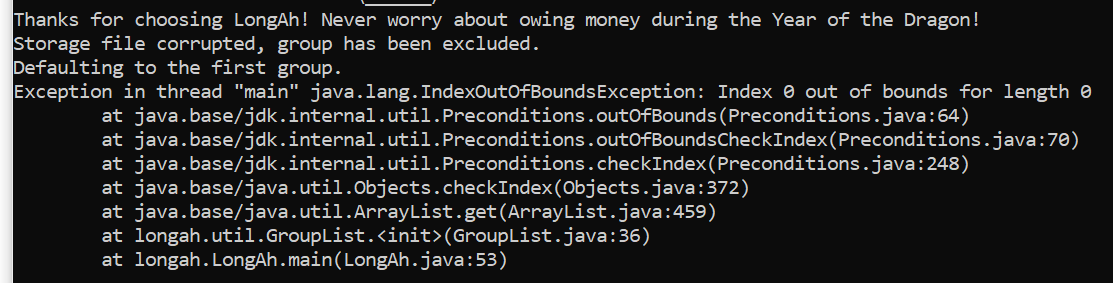 Thanks for choosing LongAh! Never worry about owing money during the Year of the Dragon!
Storage file corrupted, group has been excluded.
Defaulting to the first group.
Exception in thread "main" java.lang.IndexOutOfBoundsException: Index 0 out of bounds for length 0
        at java.base/jdk.internal.util.Preconditions.outOfBounds(Preconditions.java:64)
        at java.base/jdk.internal.util.Preconditions.outOfBoundsCheckIndex(Preconditions.java:70)
        at java.base/jdk.internal.util.Preconditions.checkIndex(Preconditions.java:248)
        at java.base/java.util.Objects.checkIndex(Objects.java:372)
        at java.base/java.util.ArrayList.get(ArrayList.java:459)
        at longah.util.GroupList.<init>(GroupList.java:36)
        at longah.LongAh.main(LongAh.java:53)